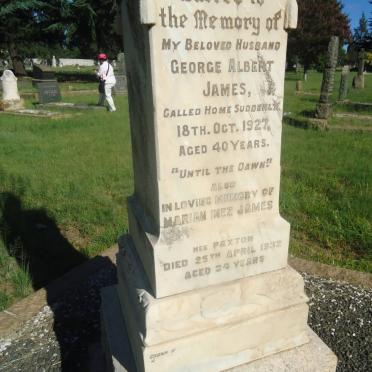 the Memory of
My Beloved Husband
George Albert
James,
Called Home Suddenly
18th. Oct. 1927.
Aged 40 Years.
"Until the Dawn"
Also
In Loving Memory of
Marian Inez James
Nee Paxton
Died 25th April 1932
Aged 24 Years